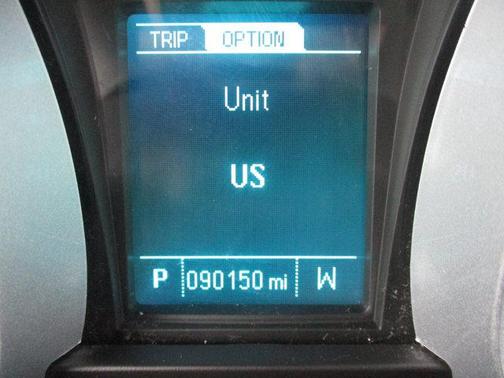 TRIP OPTION
Unit
US
P 090150 mi W